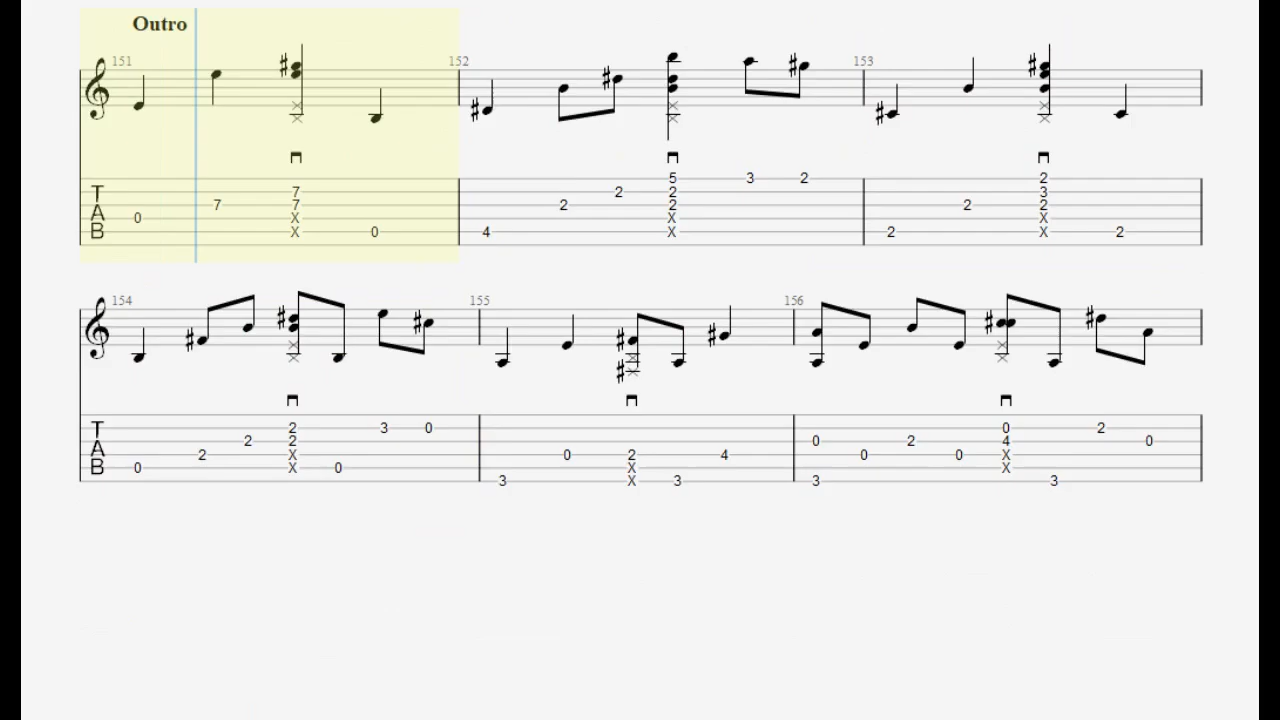 Outro
151 152 153
5 3 2 2
T 7 2 2 3
A 7 2 2 2 2
0 X X X
B X 0 4 X 2 X 2
154 155 156
T 2 3 0 0 2
A 2 2 0 2 4 0
2 X 0 2 4 0 0 X
B 0 X 0 X X
3 X 3 3 3